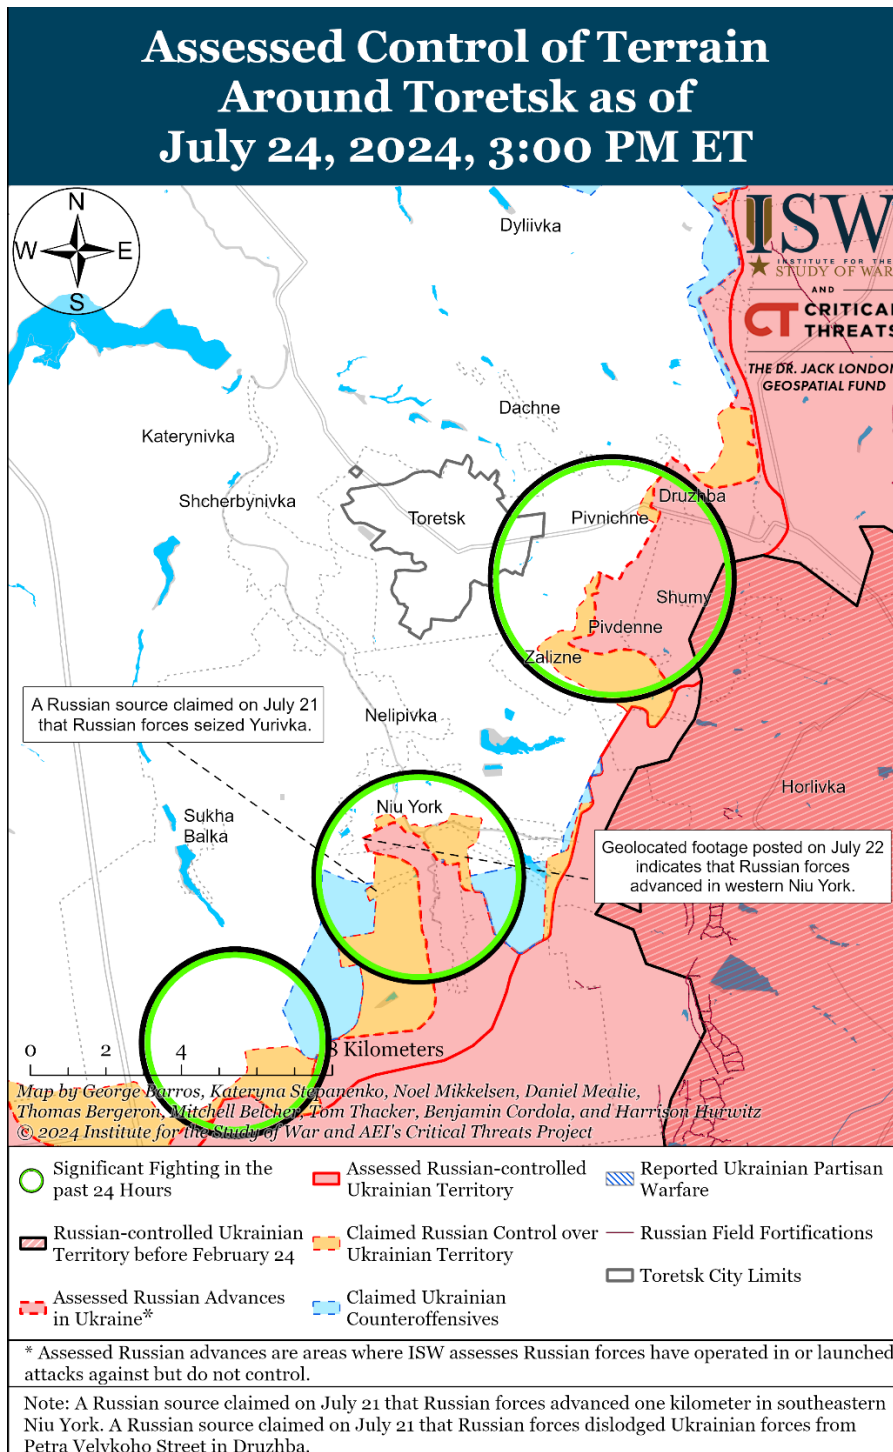 Assessed Control of Terrain
Around Toretsk as of
July 24, 2024, 3:00 PM ET
N
W
E
S
Dyliivka
ISW
INSTITUTE FOR THE
STUDY OF WAR
AND
CT CRITICAL
THREATS
THE DR. JACK LONDON
GEOSPATIAL FUND
Dachne
Katerynivka
Shcherbynivka
Druzhba
Toretsk
Pivnichne
Shumy
Pivdenne
Zalizne
A Russian source claimed on July 21
that Russian forces seized Yurivka.
Nelipivka
Horlivka
Niu York
Sukha
Balka
Geolocated footage posted on July 22
indicates that Russian forces
advanced in western Niu York.
0 2 4 8 Kilometers
Map by George Barros, Kateryna Stepanenko, Noel Mikkelsen, Daniel Mealie,
Thomas Bergeron, Mitchell Belcher, Tom Thacker, Benjamin Cordola, and Harrison Hurwitz
© 2024 Institute for the Study of War and AEI's Critical Threats Project
Significant Fighting in the
past 24 Hours
Russian-controlled Ukrainian
Territory before February 24
Assessed Russian Advances
in Ukraine*
Assessed Russian-controlled
Ukrainian Territory
Claimed Russian Control over
Ukrainian Territory
Claimed Ukrainian
Counteroffensives
Reported Ukrainian Partisan
Warfare
Russian Field Fortifications
Toretsk City Limits
* Assessed Russian advances are areas where ISW assesses Russian forces have operated in or launched
attacks against but do not control.
Note: A Russian source claimed on July 21 that Russian forces advanced one kilometer in southeastern
Niu York. A Russian source claimed on July 21 that Russian forces dislodged Ukrainian forces from
Petra Velykoho Street in Druzhba.